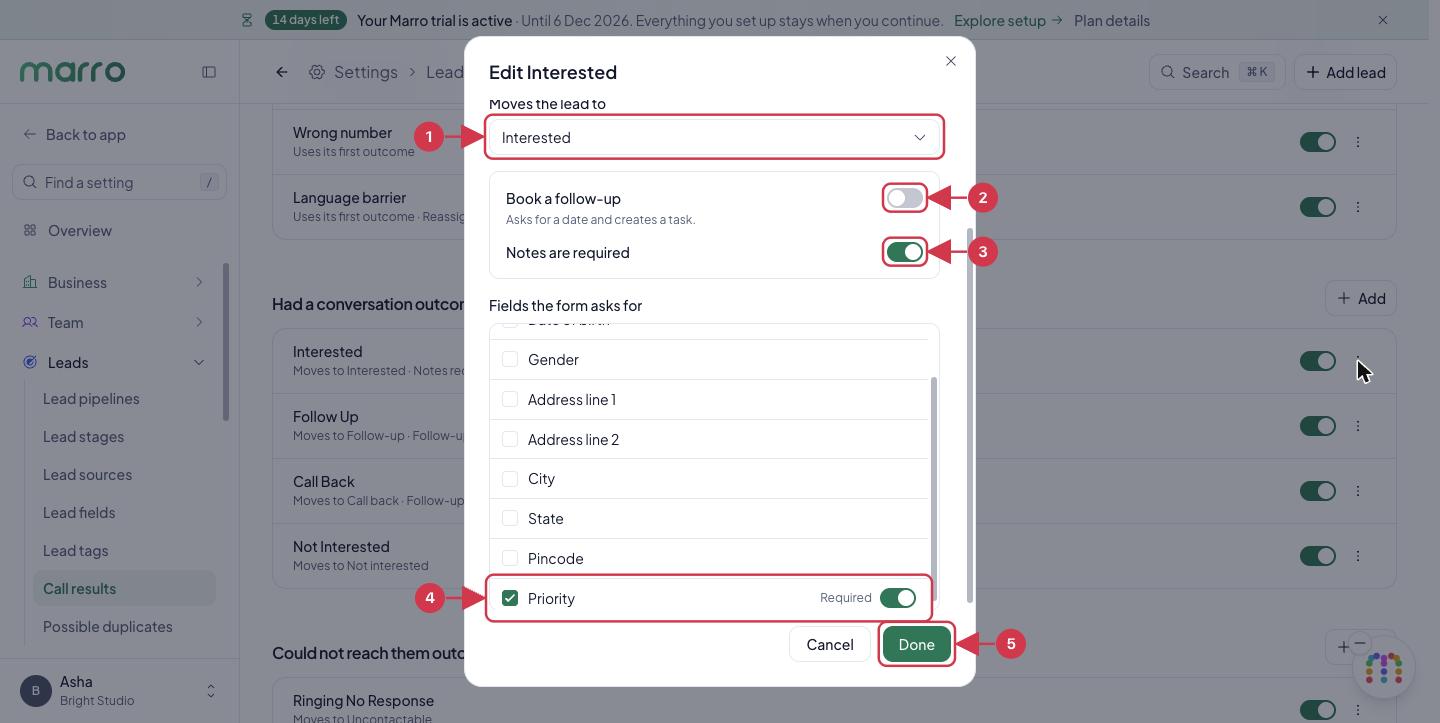 14 days left Your Marro trial is active · Until 6 Dec 2026. Everything you set up stays when you continue. Explore setup → Plan details
marro
Settings > Lead
Search ⌘ K
+ Add lead
Back to app
Find a setting /
Overview
Business
Team
Leads
Lead pipelines
Lead stages
Lead sources
Lead fields
Lead tags
Call results
Possible duplicates
B Asha
Bright Studio
Wrong number
Uses its first outcome
Language barrier
Uses its first outcome · Reassig
Had a conversation outcor
+ Add
Interested
Moves to Interested · Notes rec
Follow Up
Moves to Follow-up · Follow-u
Call Back
Moves to Call back · Follow-up
Not Interested
Moves to Not interested
Could not reach them outc
Ringing No Response
Moves to Uncontactable
Edit Interested
Moves the lead to
1
Interested
Book a follow-up
2
Asks for a date and creates a task.
Notes are required
3
Fields the form asks for
Date of birth
Gender
Address line 1
Address line 2
City
State
Pincode
4
Priority Required
Cancel Done
5